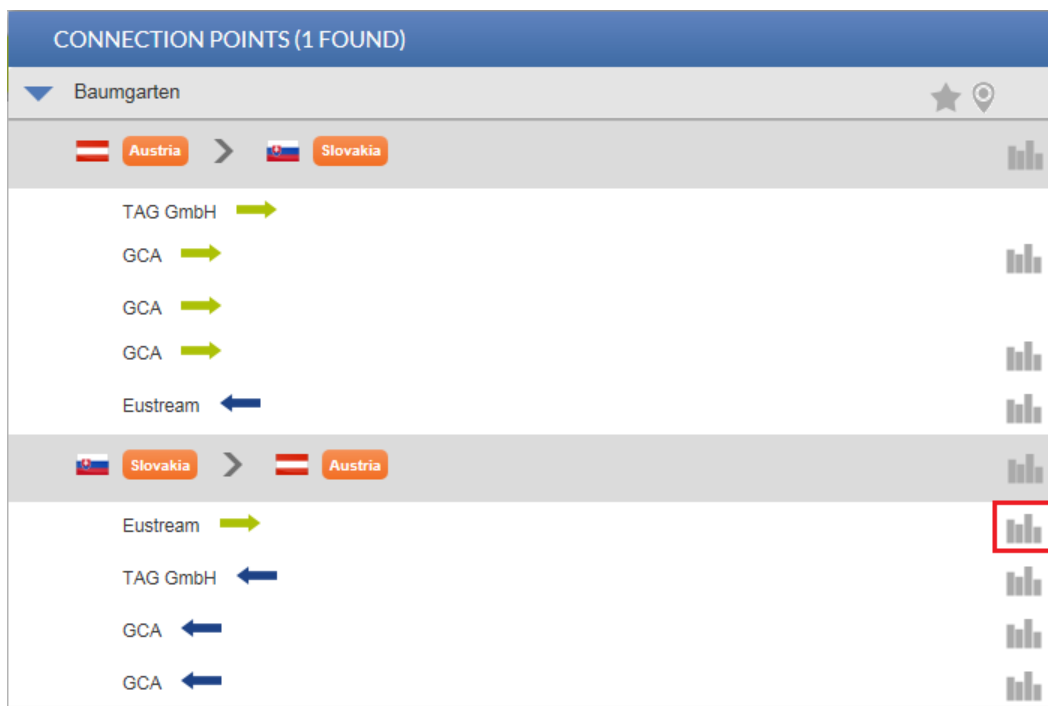 CONNECTION POINTS (1 FOUND)
Baumgarten
Austria Slovakia
TAG GmbH
GCA
GCA
GCA
Eustream
Slovakia Austria
Eustream
TAG GmbH
GCA
GCA